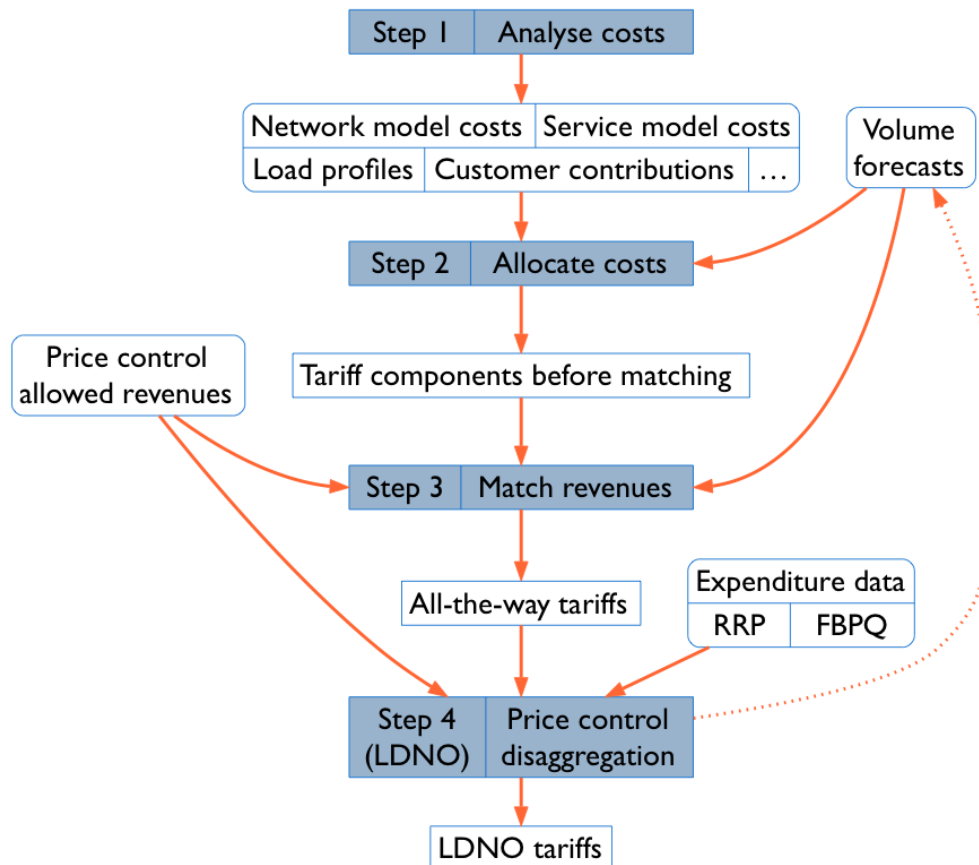 Step 1 Analyse costs
Network model costs Service model costs
Load profiles Customer contributions ...
Volume
forecasts
Step 2 Allocate costs
Price control
allowed revenues
Tariff components before matching
Step 3 Match revenues
All-the-way tariffs
Expenditure data
RRP FBPQ
Step 4
(LDNO)
Price control
disaggregation
LDNO tariffs